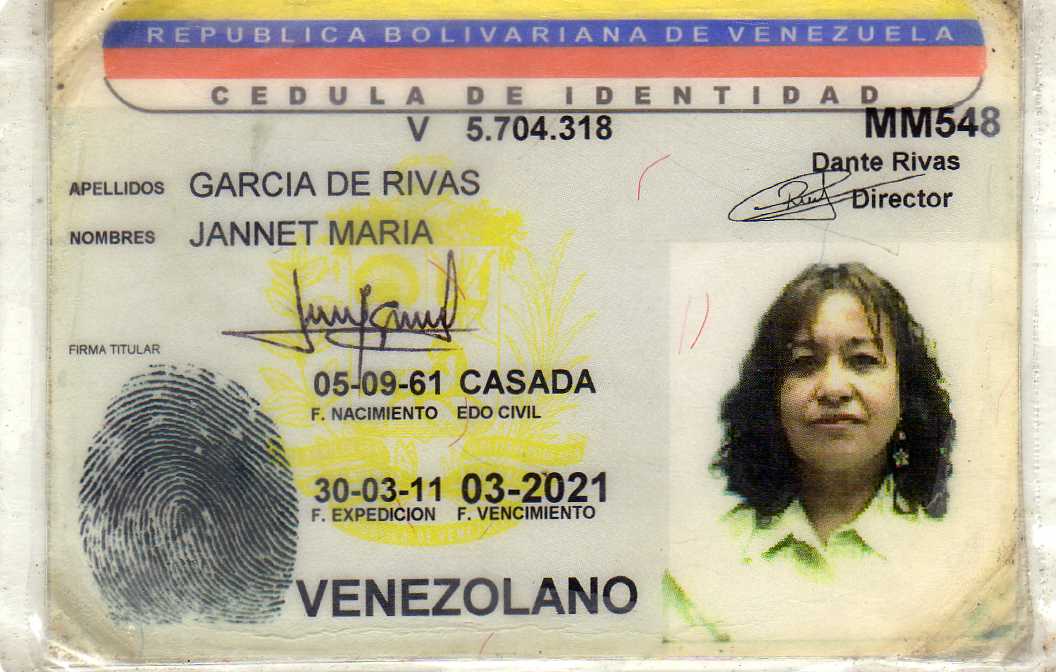 REPUBLICA BOLIVARIANA DE VENEZUELA
CEDULA DE IDENTIDAD
V 5.704.318
MM548
Dante Rivas
Director
APELLIDOS GARCIA DE RIVAS
NOMBRES JANNET MARIA
FIRMA TITULAR
05-09-61 CASADA
F. NACIMIENTO EDO CIVIL
30-03-11 03-2021
F. EXPEDICION F. VENCIMIENTO
VENEZOLANO